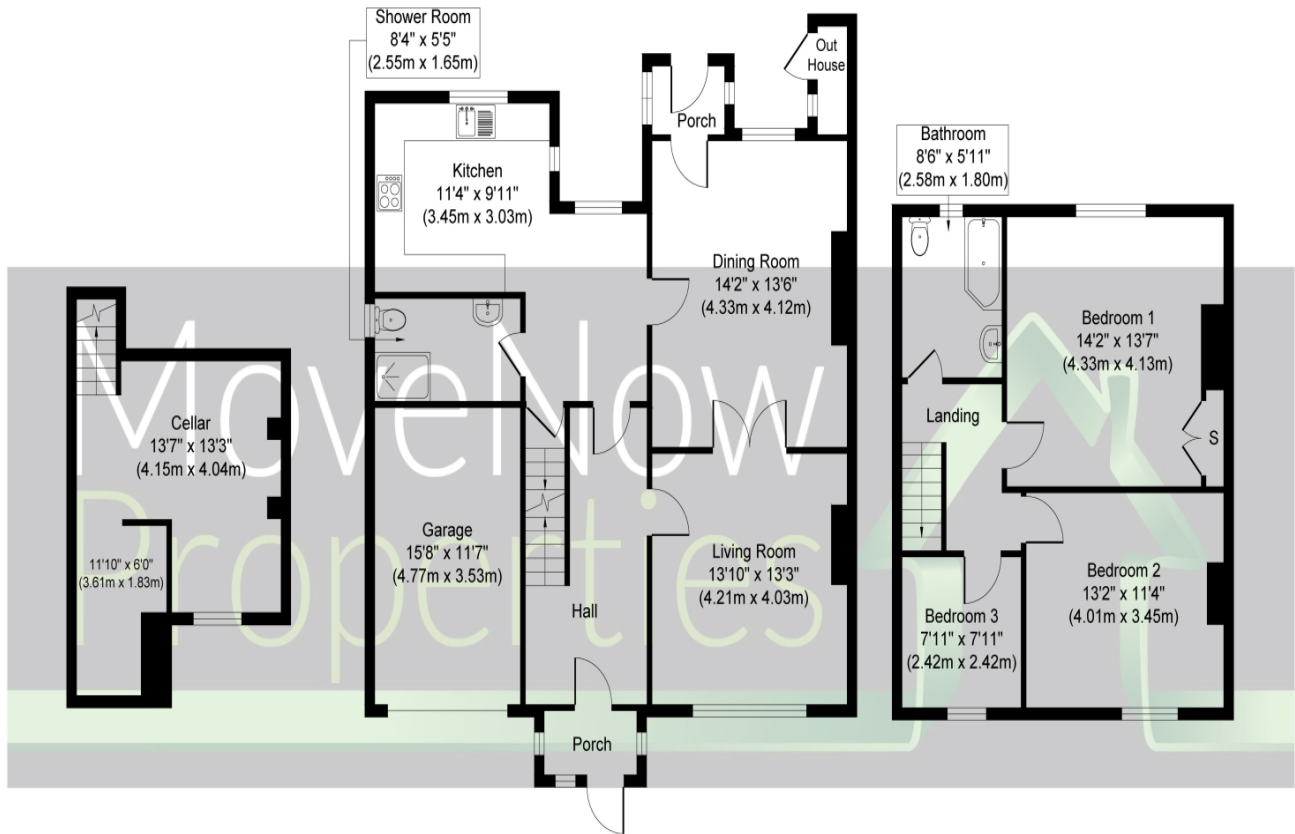 Shower Room
8'4" x 5'5"
(2.55m x 1.65m)
Out
House
Porch
Kitchen
11'4" x 9'11"
(3.45m x 3.03m)
Dining Room
14'2" x 13'6"
(4.33m x 4.12m)
Bathroom
8'6" x 5'11"
(2.58m x 1.80m)
Bedroom 1
14'2" x 13'7"
(4.33m x 4.13m)
Landing
S
Cellar
13'7" x 13'3"
(4.15m x 4.04m)
11'10" x 6'0"
(3.61m x 1.83m)
Garage
15'8" x 11'7"
(4.77m x 3.53m)
Hall
Living Room
13'10" x 13'3"
(4.21m x 4.03m)
Bedroom 2
13'2" x 11'4"
(4.01m x 3.45m)
Bedroom 3
7'11" x 7'11"
(2.42m x 2.42m)
Porch
MoveNow
Properties